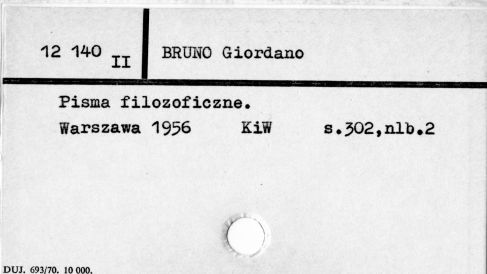 12 140 II BRUNO Giordano
Pisma filozoficzne.
Warszawa 1956 KiW s.302,nlb.2
DUJ. 693/70. 10 000.